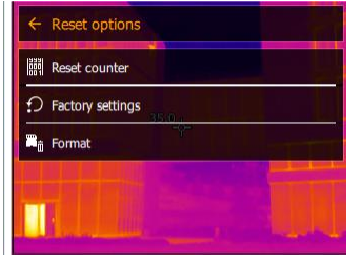 Reset options
Reset counter
Factory settings
35.0
Format